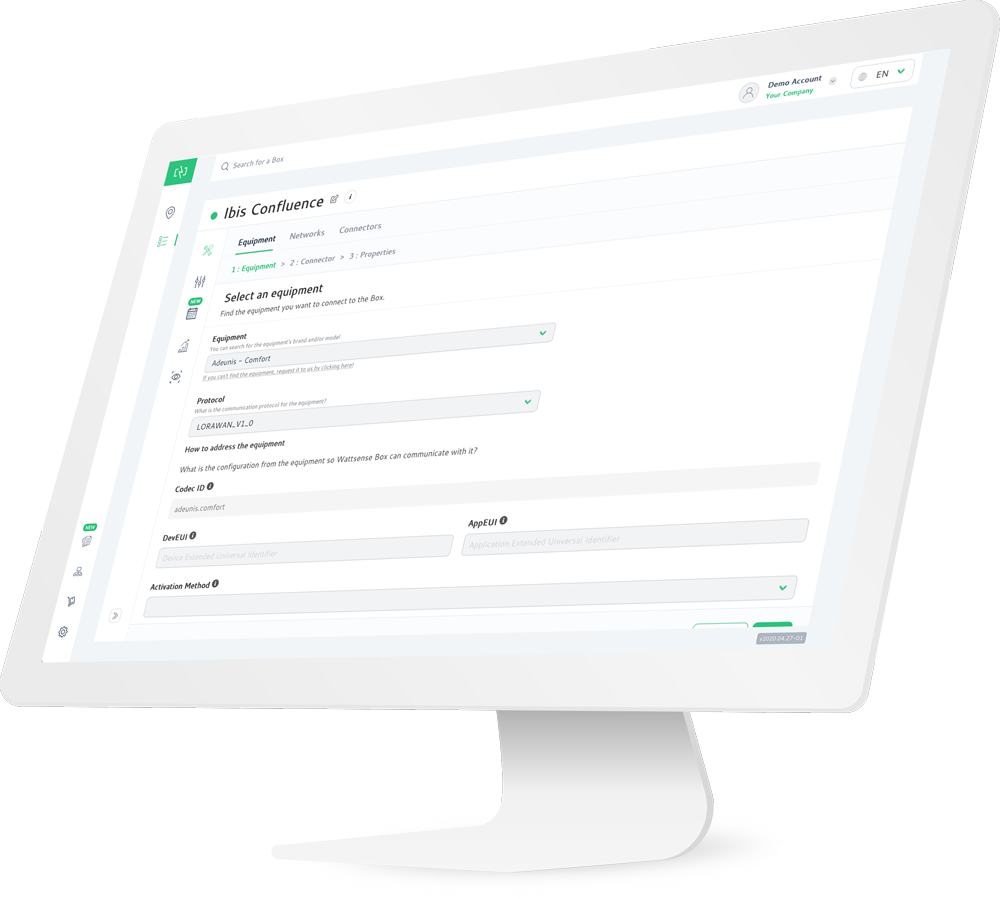 Demo Account
Your Company
EN
Search for a Box
Ibis Confluence
i
Equipment Networks Connectors
1 : Equipment > 2 : Connector > 3 : Properties
NEW
Select an equipment
Find the equipment you want to connect to the Box.
Equipment
You can search for the equipment's brand and/or model
Adeunis - Comfort
If you can't find the equipment, request it to us by clicking here!
Protocol
What is the communication protocol for the equipment?
LORAWAN_V1_0
How to address the equipment
What is the configuration from the equipment so Wattsense Box can communicate with it?
Codec ID i
adeunis.comfort
NEW
DevEUI i AppEUI i
Device Extended Universal Identifier Application Extended Universal Identifier
Activation Method i
v2020.04.27-01